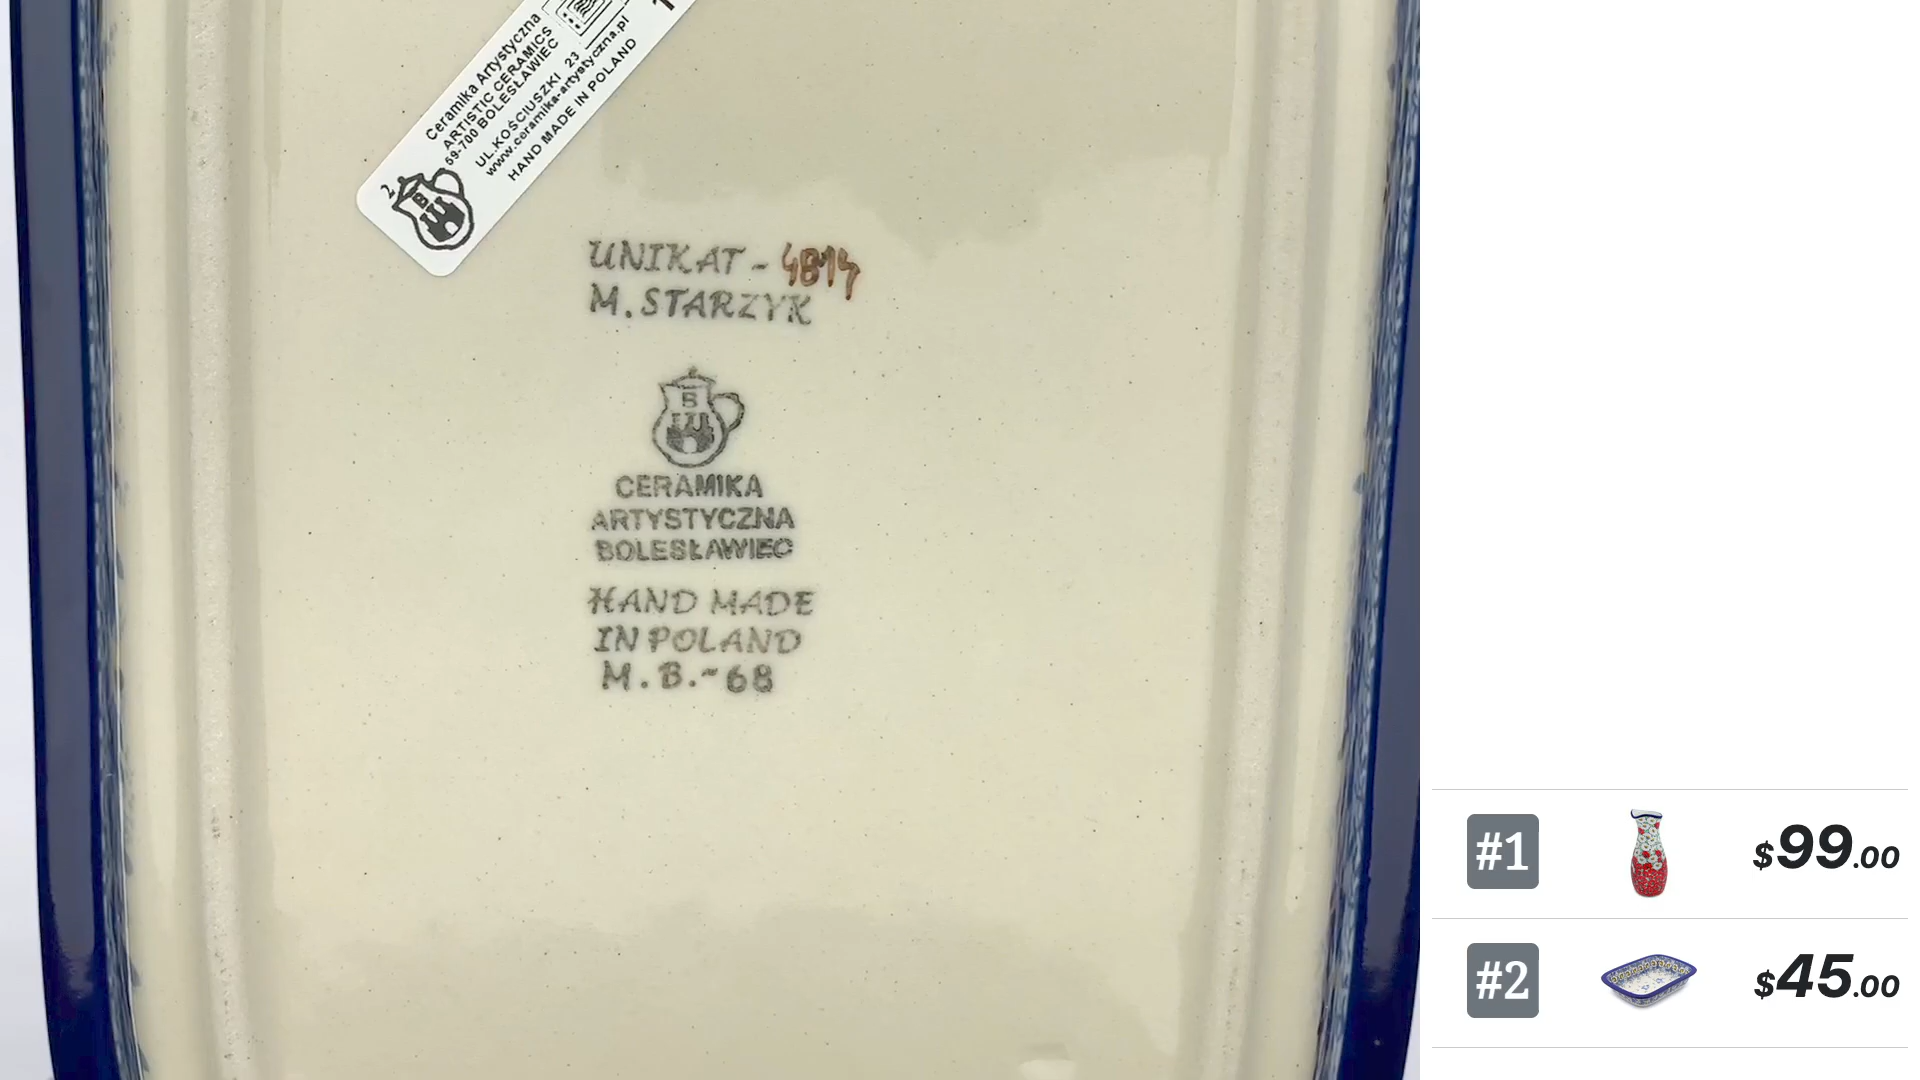 Ceramika Artystyczna
ARTISTIC CERAMICS
59-700 BOLESŁAWIEC
UL.KOŚCIUSZKI 23
www.ceramika-artystyczna.pl
HAND MADE IN POLAND
2
B
UNIKAT - 4814
M. STARZYK
B
CERAMIKA
ARTYSTYCZNA
BOLESŁAWIEC
HAND MADE
IN POLAND
M.B.-68
#1
$99.00
#2
$45.00